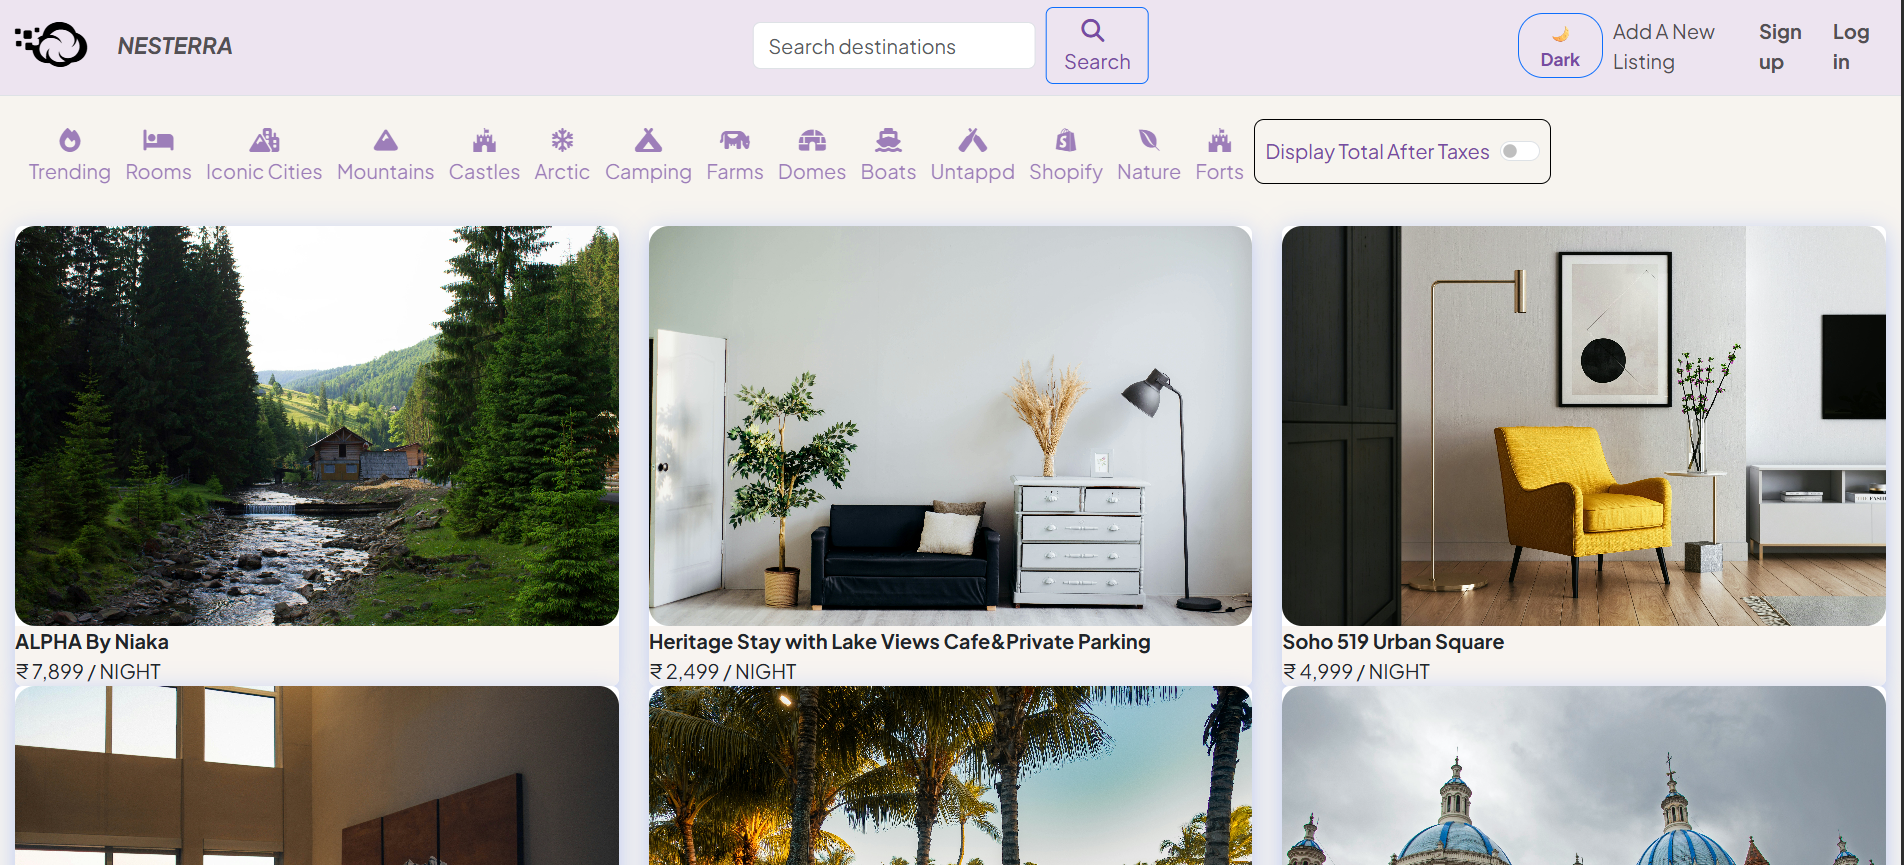 NESTERRA
Search destinations
Search
Dark
Add A New
Listing
Sign
up
Log
in
Trending
Rooms
Iconic Cities
Mountains
Castles
Arctic
Camping
Farms
Domes
Boats
Untappd
Shopify
Nature
Forts
Display Total After Taxes
ALPHA By Niaka
₹ 7,899 / NIGHT
Heritage Stay with Lake Views Cafe&Private Parking
₹ 2,499 / NIGHT
Soho 519 Urban Square
₹ 4,999 / NIGHT